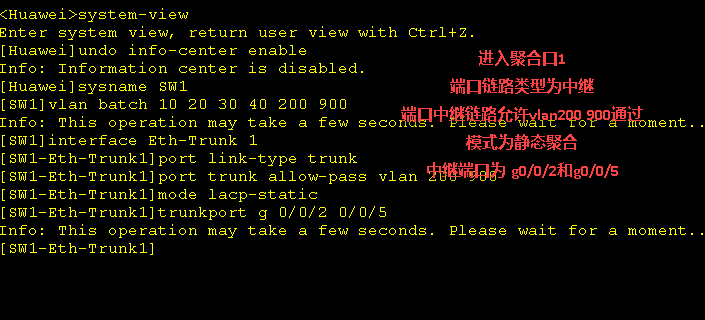 <Huawei>system-view
Enter system view, return user view with Ctrl+Z.
[Huawei]undo info-center enable
进入聚合口1
Info: Information center is disabled.
[Huawei]sysname SW1
端口链路类型为中继
[SW1]vlan batch 10 20 30 40 200 900
端口中继链路允许vlan200 900通过
Info: This operation may take a few seconds. Please wait for a moment..
[SW1]interface Eth-Trunk 1
模式为静态聚合
[SW1-Eth-Trunk1]port link-type trunk
[SW1-Eth-Trunk1]port trunk allow-pass vlan 200 900
中继端口为 g0/0/2和g0/0/5
[SW1-Eth-Trunk1]mode lacp-static
[SW1-Eth-Trunk1]trunkport g 0/0/2 0/0/5
Info: This operation may take a few seconds. Please wait for a moment..
[SW1-Eth-Trunk1]